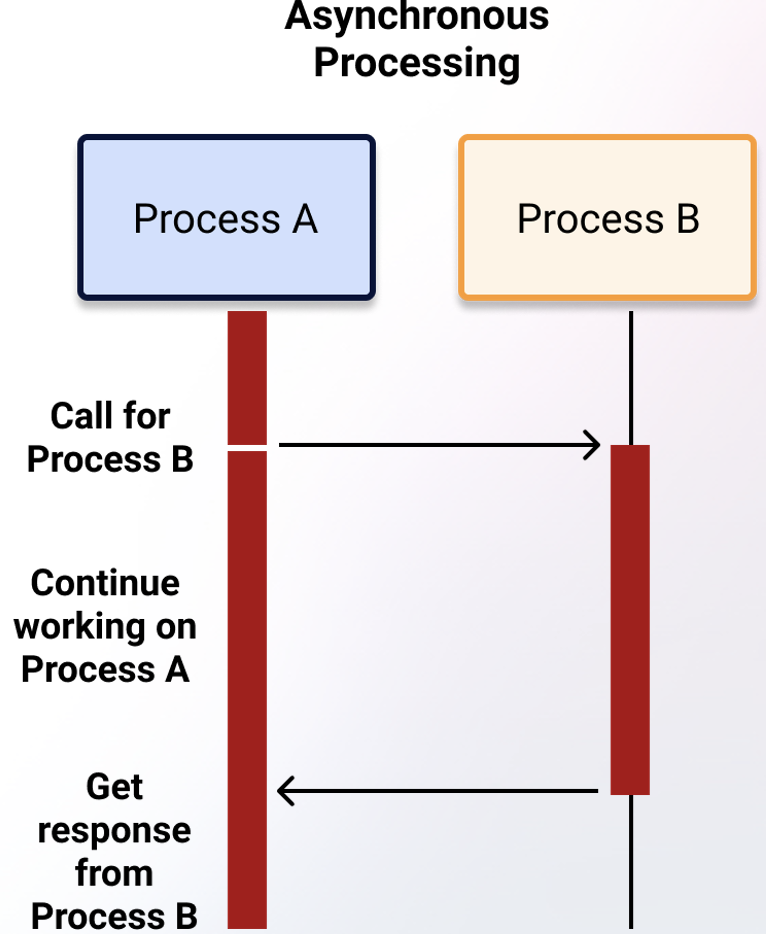 Asynchronous
Processing
Process A
Process B
Call for
Process B
Continue
working on
Process A
Get
response
from
Process B